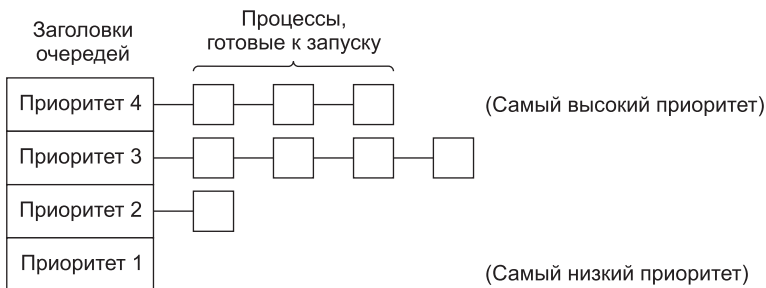 Заголовки
очередей
Процессы,
готовые к запуску
Приоритет 4
(Самый высокий приоритет)
Приоритет 3
Приоритет 2
Приоритет 1
(Самый низкий приоритет)